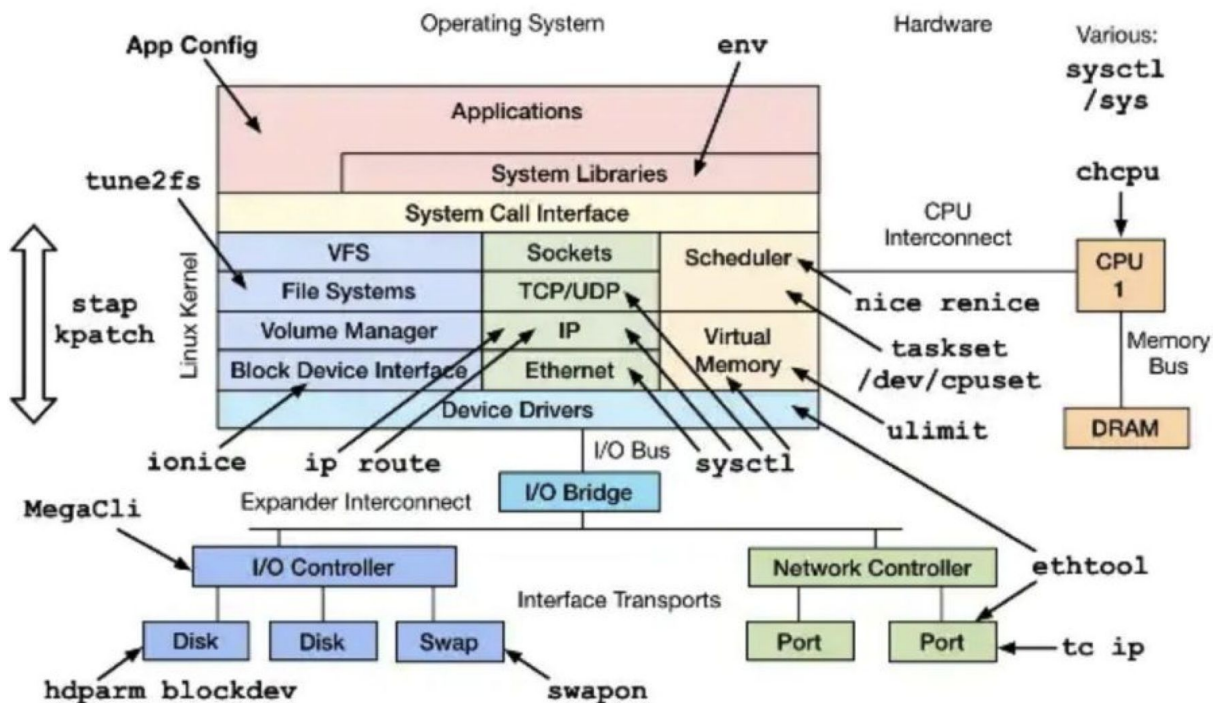 Operating System
Hardware
Various:
sysctl
/sys
App Config
env
Applications
System Libraries
tune2fs
chcpu
System Call Interface
CPU
Interconnect
VFS
Sockets
Scheduler
CPU
1
File Systems
TCP/UDP
nice renice
stap
kpatch
Linux Kernel
Volume Manager
IP
Virtual
Memory
taskset
/dev/cpuset
Memory
Bus
Block Device Interface
Ethernet
Device Drivers
ulimit
DRAM
ionice
ip route
I/O Bus
sysctl
I/O Bridge
Expander Interconnect
MegaCli
I/O Controller
Network Controller
ethtool
Interface Transports
Disk
Disk
Swap
Port
Port
tc ip
hdparm blockdev
swapon